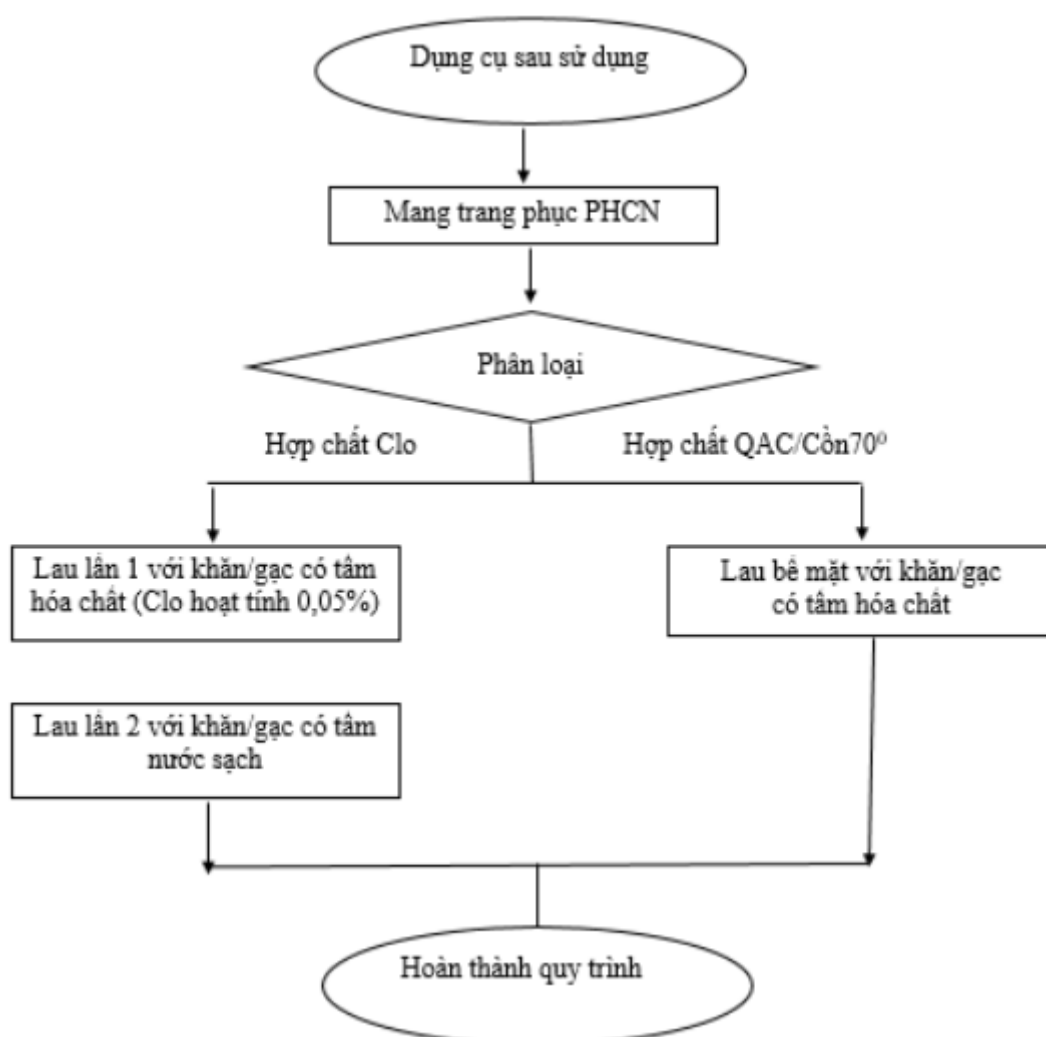 Dụng cụ sau sử dụng
Mang trang phục PHCN
Phân loại
Hợp chất Clo
Hợp chất QAC/Cồn70⁰
Lau lần 1 với khăn/gạc có tẩm
hóa chất (Clo hoạt tính 0,05%)
Lau bề mặt với khăn/gạc
có tẩm hóa chất
Lau lần 2 với khăn/gạc có tẩm
nước sạch
Hoàn thành quy trình